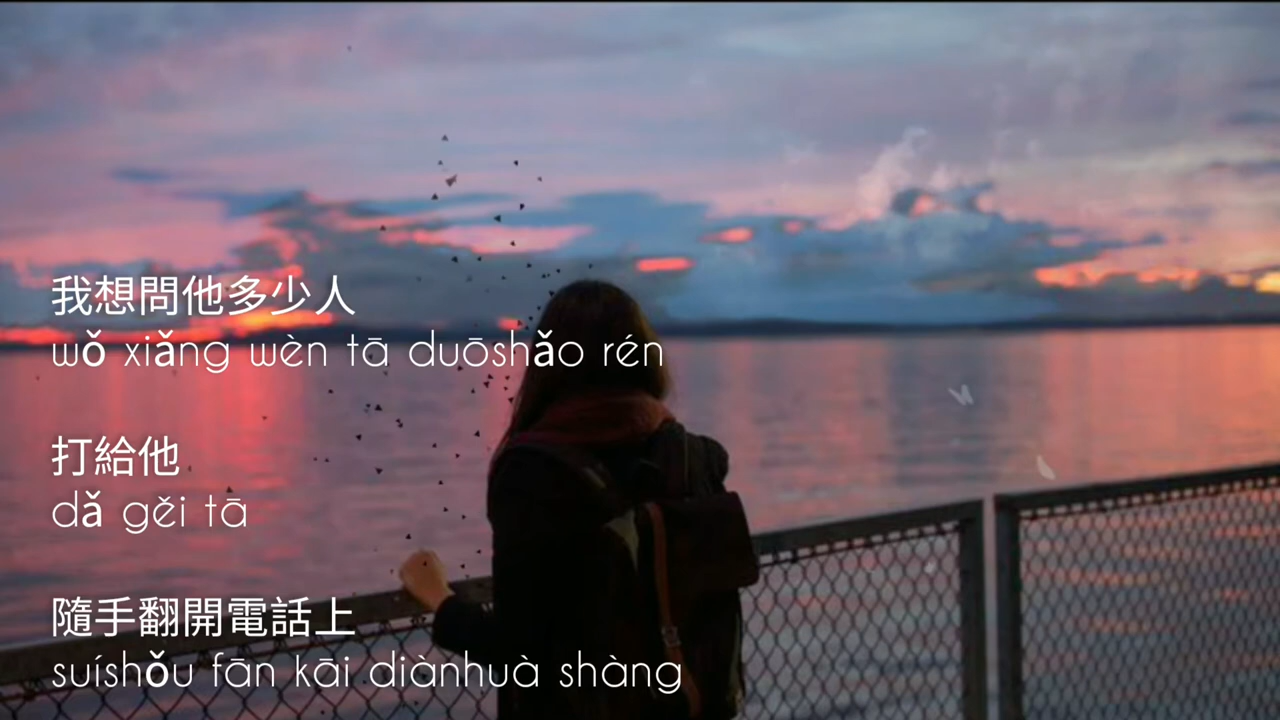 我想問他多少人
wǒ xiǎng wèn tā duōshǎo rén
打給他
dǎ gěi tā
隨手翻開電話上
suíshǒu fān kāi diànhuà shàng